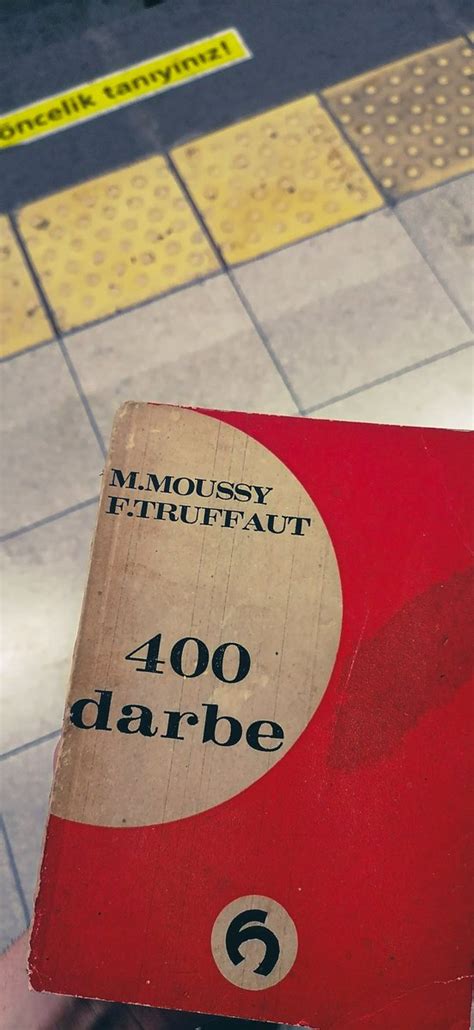 öncelik tanıyınız!
M.MOUSSY
F.TRUFFAUT
400
darbe